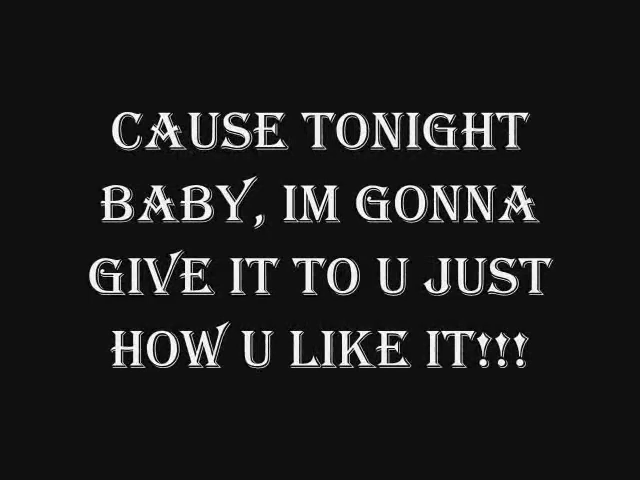 CAUSE TONIGHT
BABY, IM GONNA
GIVE IT TO U JUST
HOW U LIKE IT!!!